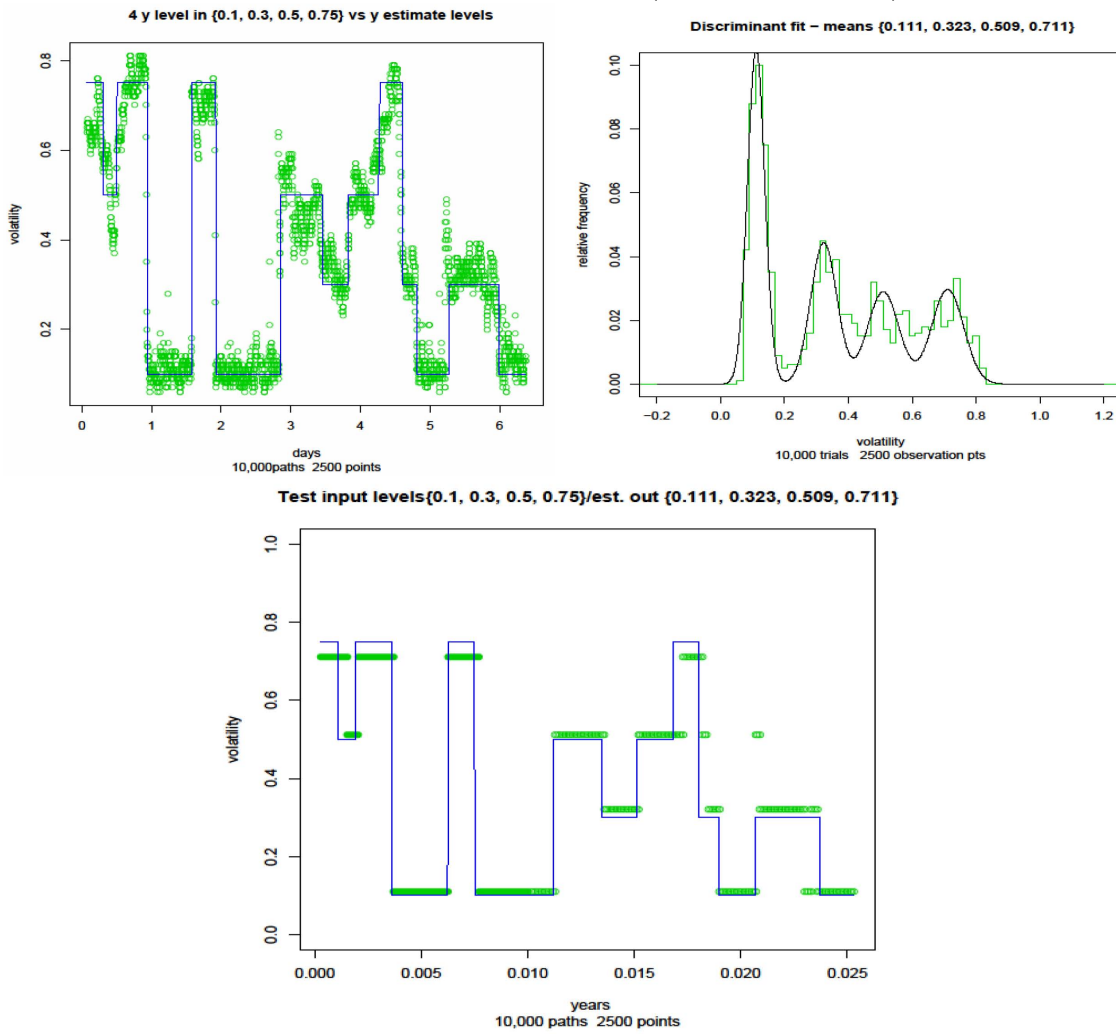 4 y level in {0.1, 0.3, 0.5, 0.75} vs y estimate levels
volatility
0.8
0.6
0.4
0.2
0 1 2 3 4 5 6
days
10,000paths 2500 points
Discriminant fit − means {0.111, 0.323, 0.509, 0.711}
relative frequency
0.10
0.08
0.06
0.04
0.02
0.00
−0.2 0.0 0.2 0.4 0.6 0.8 1.0 1.2
volatility
10,000 trials 2500 observation pts
Test input levels{0.1, 0.3, 0.5, 0.75}/est. out {0.111, 0.323, 0.509, 0.711}
volatility
1.0
0.8
0.6
0.4
0.2
0.0
0.000 0.005 0.010 0.015 0.020 0.025
years
10,000 paths 2500 points